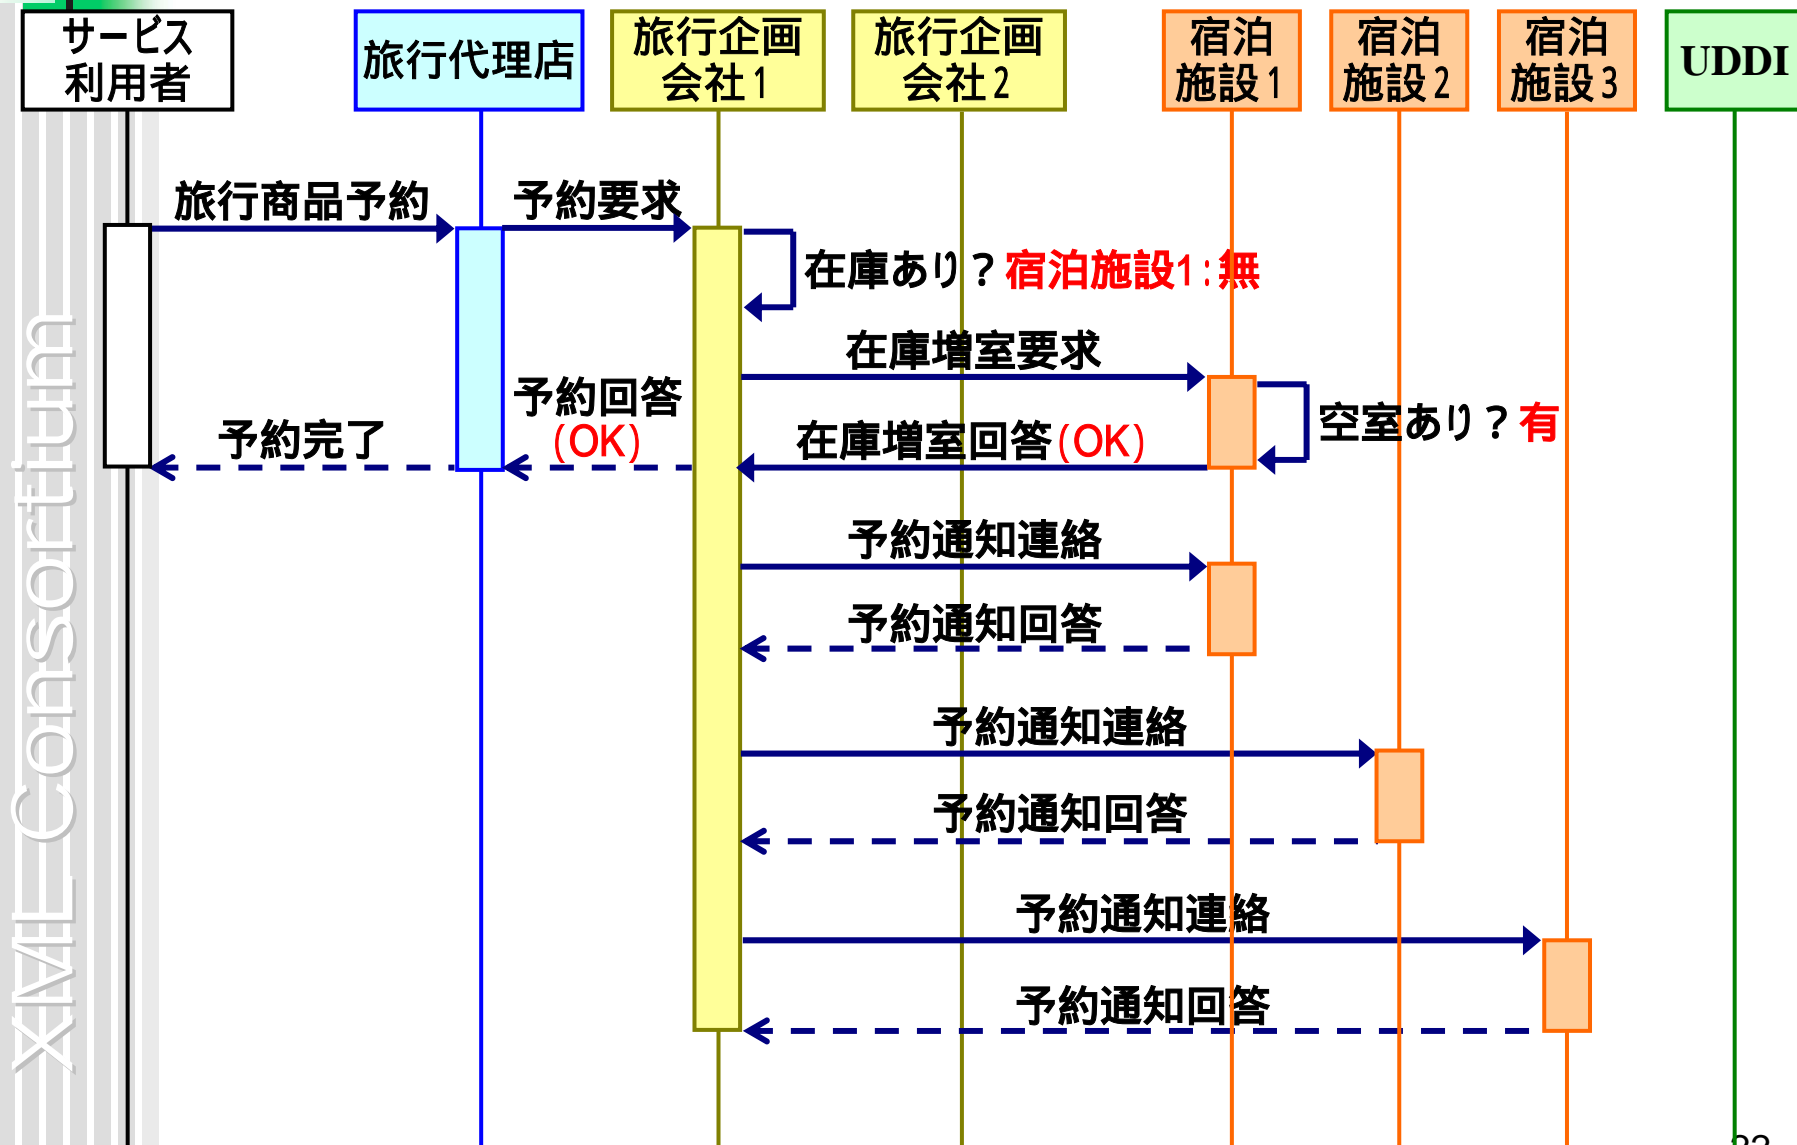 サービス
利用者
旅行代理店
旅行企画
会社1
旅行企画
会社2
宿泊
施設1
宿泊
施設2
宿泊
施設3
UDDI
旅行商品予約
予約要求
在庫あり？宿泊施設1：無
在庫増室要求
予約回答
(OK)
空室あり？有
予約完了
在庫増室回答(OK)
予約通知連絡
予約通知回答
予約通知連絡
予約通知回答
予約通知連絡
予約通知回答
XML Consortium